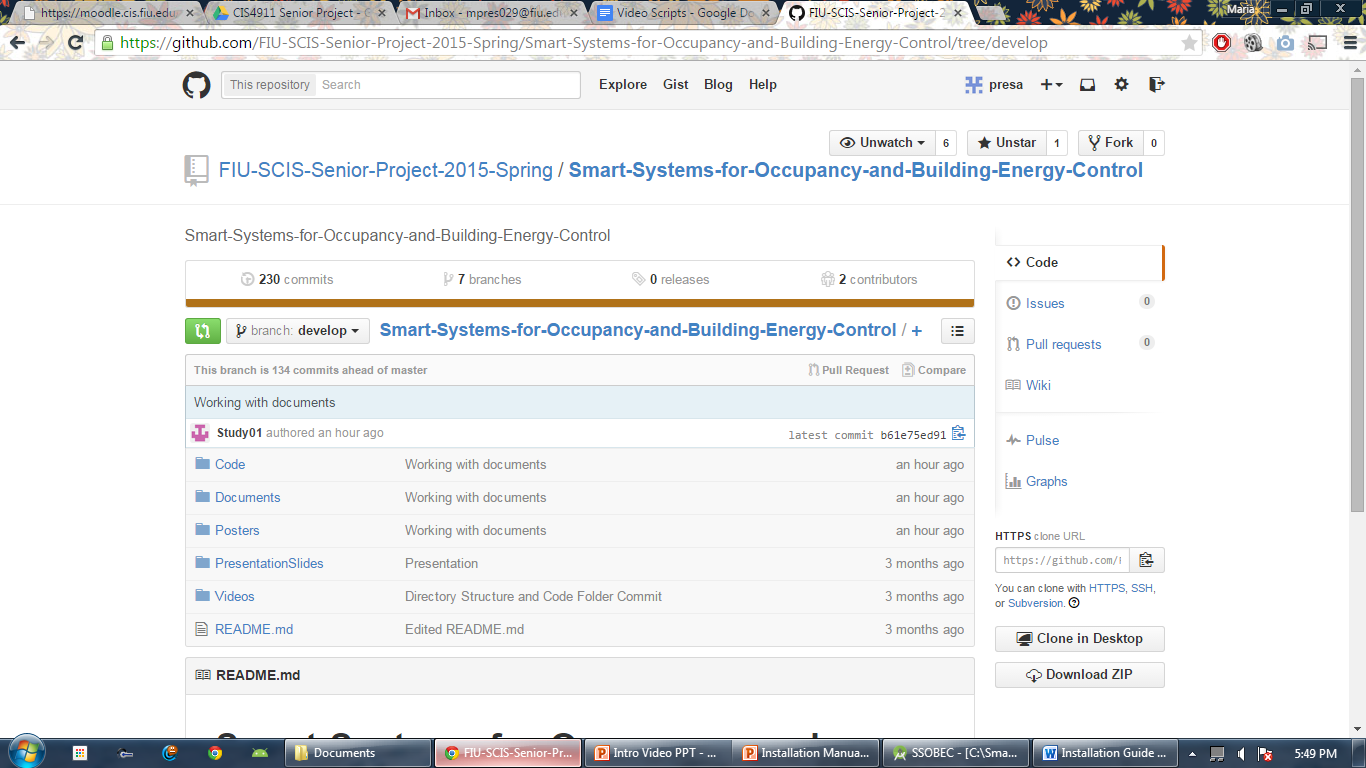 https://moodle.cis.fiu.edu
CIS4911 Senior Project - G
Inbox - mpres029@fiu.edu
Video Scripts - Google Do
FIU-SCIS-Senior-Project-2
Maria
https://github.com/FIU-SCIS-Senior-Project-2015-Spring/Smart-Systems-for-Occupancy-and-Building-Energy-Control/tree/develop
This repository Search Explore Gist Blog Help presa
Unwatch 6 Unstar 1 Fork 0
FIU-SCIS-Senior-Project-2015-Spring / Smart-Systems-for-Occupancy-and-Building-Energy-Control
Smart-Systems-for-Occupancy-and-Building-Energy-Control
230 commits 7 branches 0 releases 2 contributors
branch: develop Smart-Systems-for-Occupancy-and-Building-Energy-Control / +
This branch is 134 commits ahead of master Pull Request Compare
Working with documents
Study01 authored an hour ago latest commit b61e75ed91
Code Working with documents an hour ago
Documents Working with documents an hour ago
Posters Working with documents an hour ago
PresentationSlides Presentation 3 months ago
Videos Directory Structure and Code Folder Commit 3 months ago
README.md Edited README.md 3 months ago
README.md
Code
Issues 0
Pull requests 0
Wiki
Pulse
Graphs
HTTPS clone URL
https://github.com/
You can clone with HTTPS, SSH,
or Subversion.
Clone in Desktop
Download ZIP
Documents
FIU-SCIS-Senior-Pr...
Intro Video PPT - ...
Installation Manua...
SSOBEC - [C:\Sma...
Installation Guide ...
5:49 PM